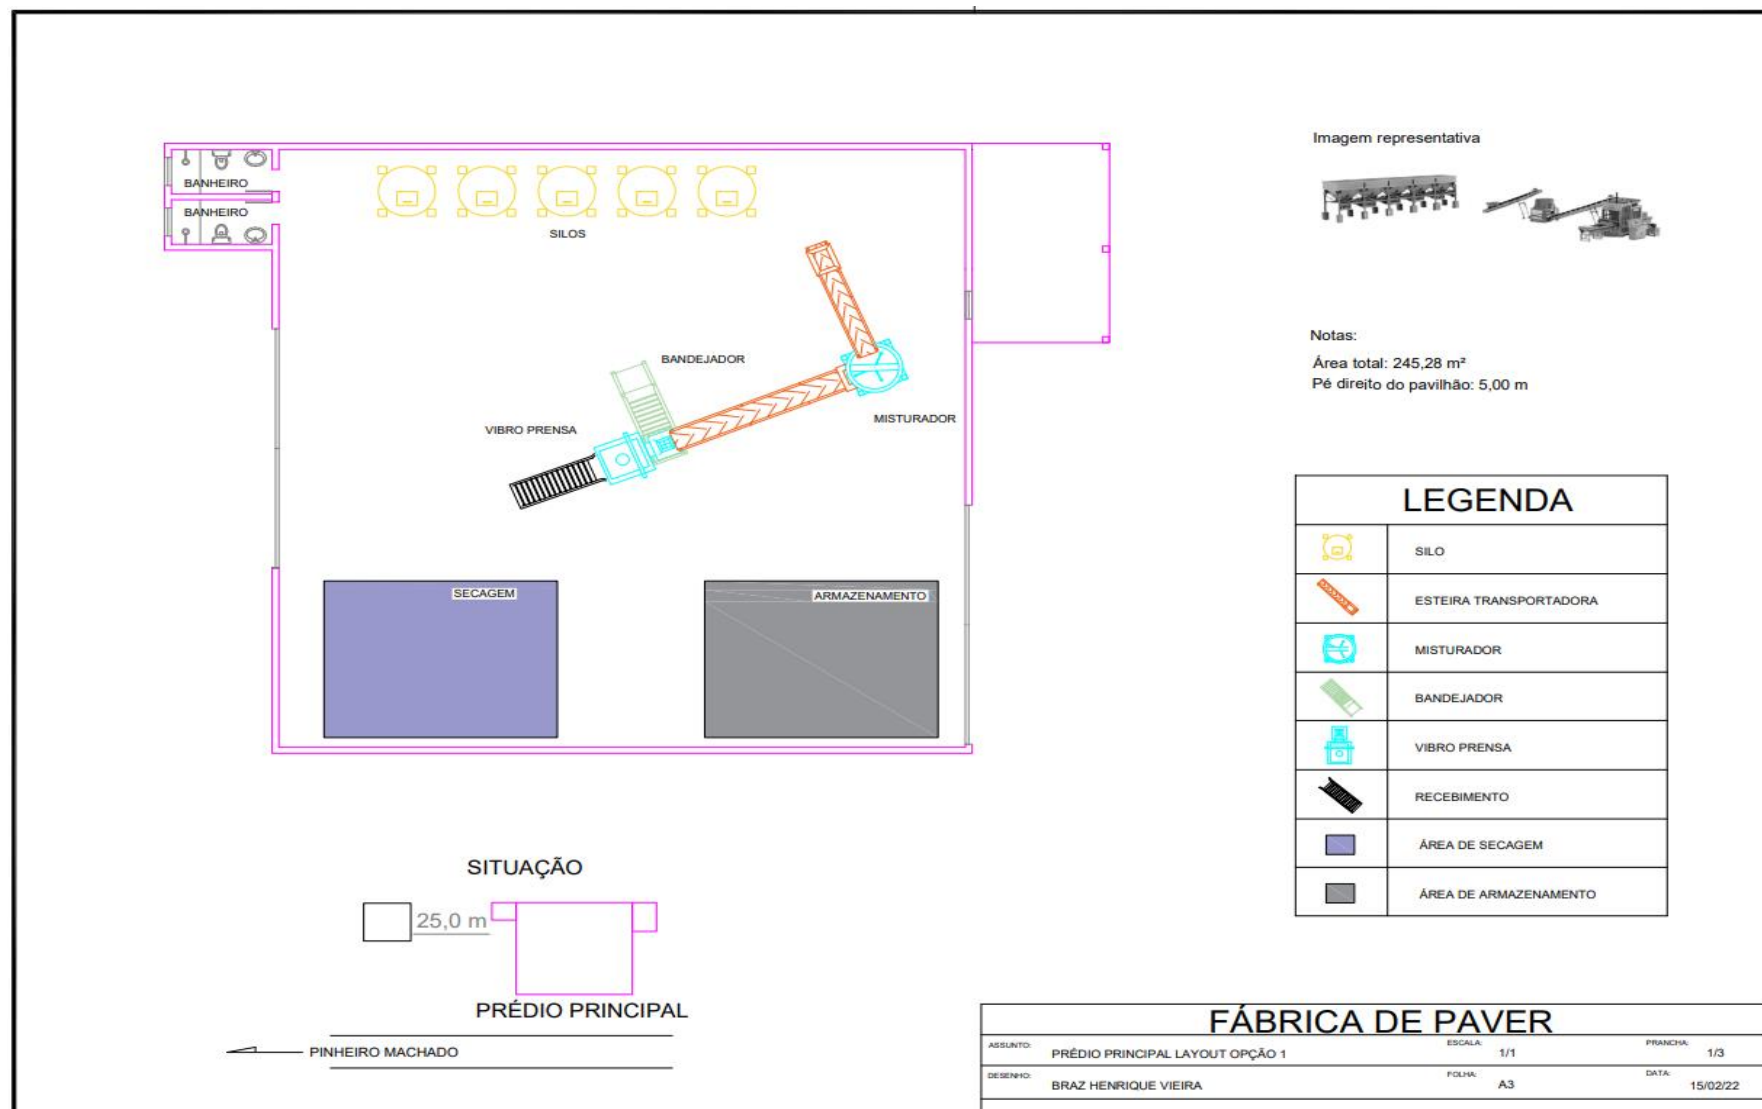 BANHEIRO
BANHEIRO
SILOS
BANDEJADOR
VIBRO PRENSA
MISTURADOR
SECAGEM
ARMAZENAMENTO
Imagem representativa
Notas:
Área total: 245,28 m²
Pé direito do pavilhão: 5,00 m
LEGENDA
SILO
ESTEIRA TRANSPORTADORA
MISTURADOR
BANDEJADOR
VIBRO PRENSA
RECEBIMENTO
ÁREA DE SECAGEM
ÁREA DE ARMAZENAMENTO
SITUAÇÃO
25,0 m
PRÉDIO PRINCIPAL
PINHEIRO MACHADO
FÁBRICA DE PAVER
ASSUNTO: PRÉDIO PRINCIPAL LAYOUT OPÇÃO 1 ESCALA: 1/1 PRANCHA: 1/3
DESENHO: BRAZ HENRIQUE VIEIRA FOLHA: A3 DATA: 15/02/22